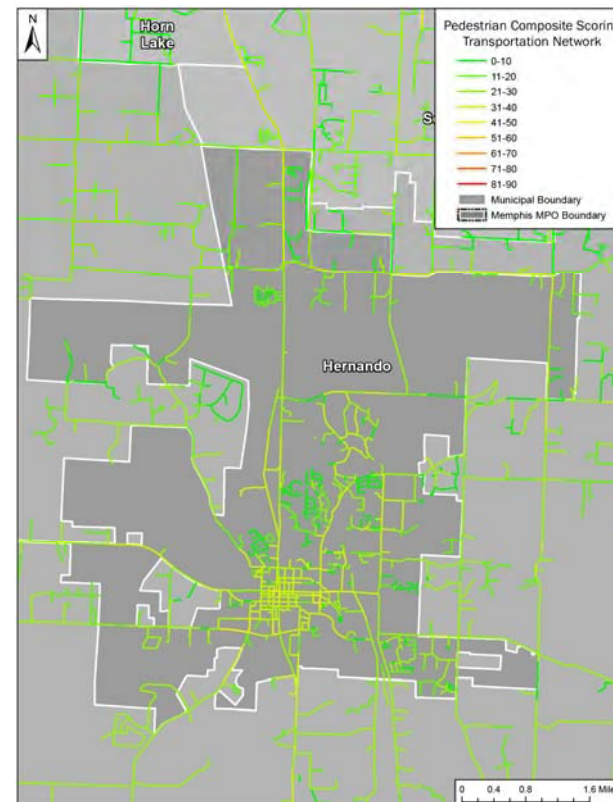 N
Horn
Lake
Pedestrian Composite Scorin
Transportation Network
0-10
11-20
21-30
31-40
41-50
51-60
61-70
71-80
81-90
Municipal Boundary
Memphis MPO Boundary
Hernando
0 0.4 0.8 1.6 Mile